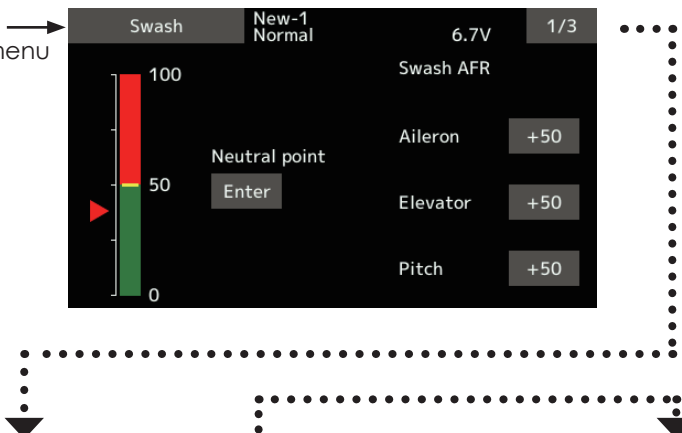 Swash
New-1
Normal
6.7V
1/3
menu
Swash AFR
100
Aileron
+50
Neutral point
50
Enter
Elevator
+50
Pitch
+50
0